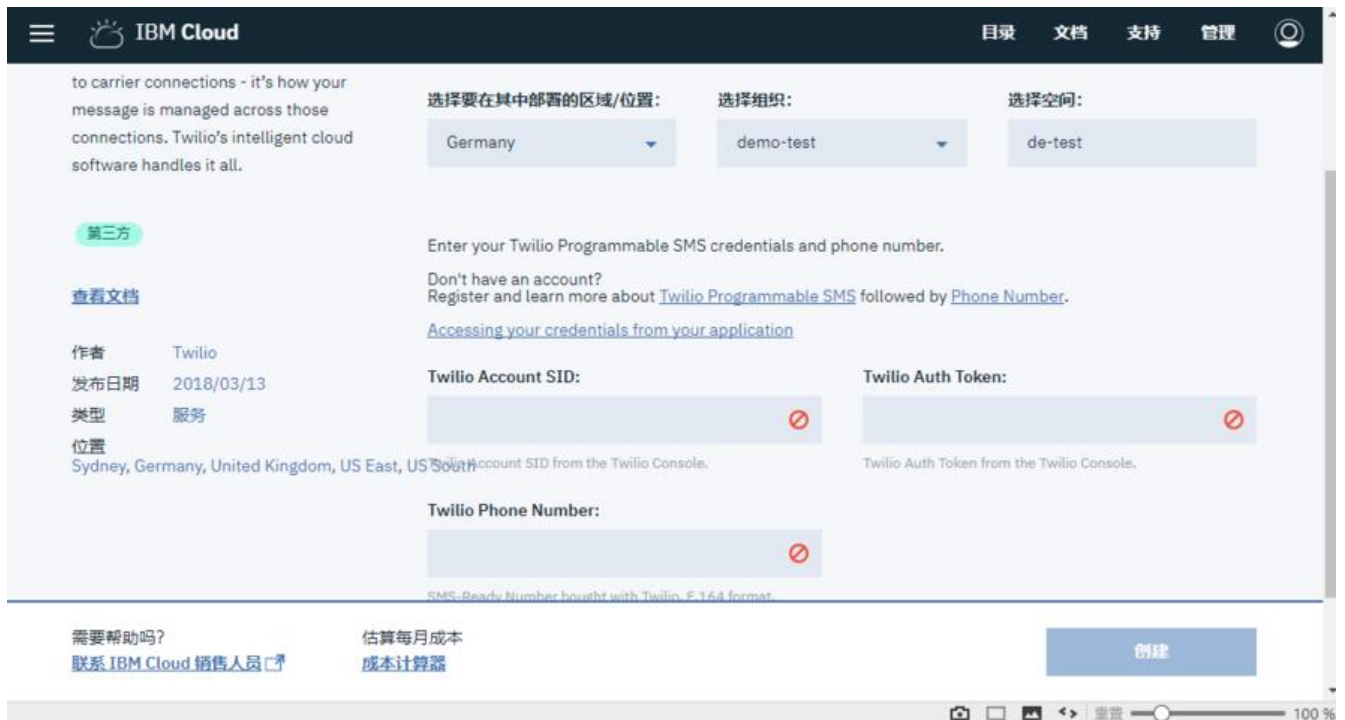 IBM Cloud
目录 文档 支持 管理
to carrier connections - it's how your
message is managed across those
connections. Twilio's intelligent cloud
software handles it all.
第三方
查看文档
作者 Twilio
发布日期 2018/03/13
类型 服务
位置
Sydney, Germany, United Kingdom, US East, US South
选择要在其中部署的区域/位置:
Germany
选择组织:
demo-test
选择空间:
de-test
Enter your Twilio Programmable SMS credentials and phone number.
Don't have an account?
Register and learn more about Twilio Programmable SMS followed by Phone Number.
Accessing your credentials from your application
Twilio Account SID:
Twilio Account SID from the Twilio Console.
Twilio Auth Token:
Twilio Auth Token from the Twilio Console.
Twilio Phone Number:
SMS-Ready Number bought with Twilio. E.164 format.
需要帮助吗?
联系 IBM Cloud 销售人员
估算每月成本
成本计算器
创建
重置
100 %